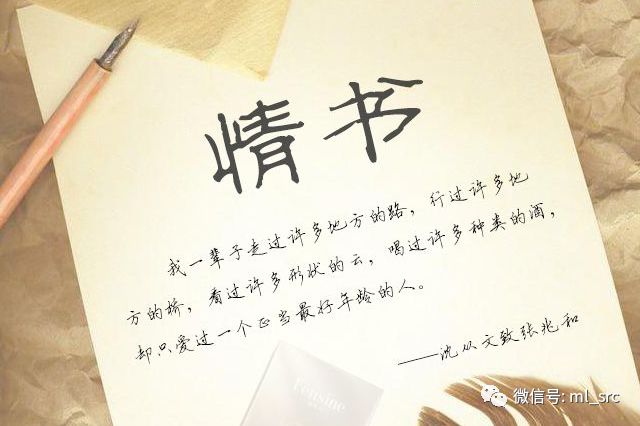 情书
我一辈子走过许多地方的路，行过许多地
方的桥，看过许多形状的云，喝过许多种类的酒，
却只爱过一个正当最好年龄的人。
——沈从文致张兆和
微信号: ml_src